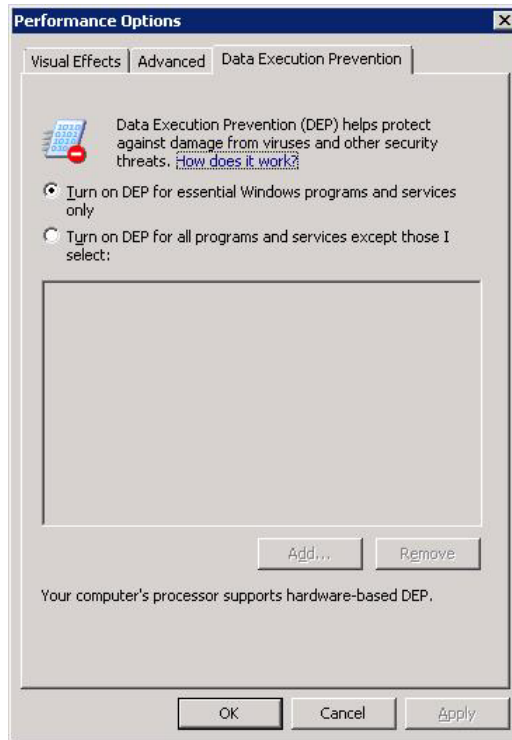 Performance Options
Visual Effects Advanced Data Execution Prevention
Data Execution Prevention (DEP) helps protect
against damage from viruses and other security
threats. How does it work?
Turn on DEP for essential Windows programs and services
only
Turn on DEP for all programs and services except those I
select:
Add... Remove
Your computer's processor supports hardware-based DEP.
OK Cancel Apply